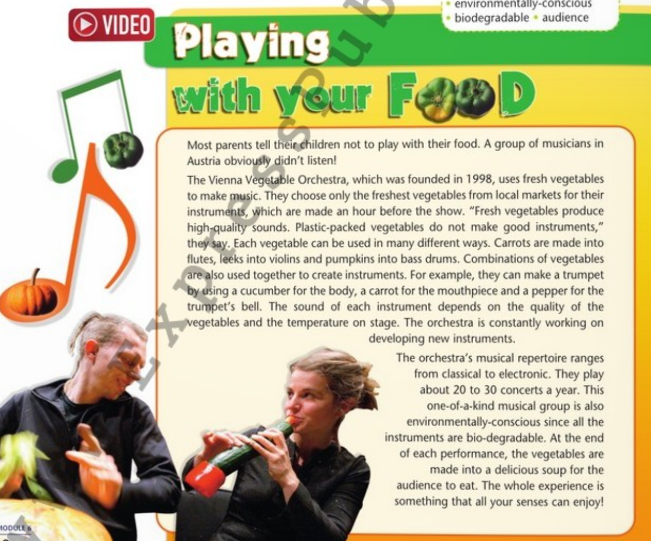 • environmentally-conscious
• biodegradable • audience
VIDEO
Playing
with your FOOD
Most parents tell their children not to play with their food. A group of musicians in
Austria obviously didn't listen!
The Vienna Vegetable Orchestra, which was founded in 1998, uses fresh vegetables
to make music. They choose only the freshest vegetables from local markets for their
instruments, which are made an hour before the show. "Fresh vegetables produce
high-quality sounds. Plastic-packed vegetables do not make good instruments,"
they say. Each vegetable can be used in many different ways. Carrots are made into
flutes, leeks into violins and pumpkins into bass drums. Combinations of vegetables
are also used together to create instruments. For example, they can make a trumpet
by using a cucumber for the body, a carrot for the mouthpiece and a pepper for the
trumpet's bell. The sound of each instrument depends on the quality of the
vegetables and the temperature on stage. The orchestra is constantly working on
developing new instruments.
The orchestra's musical repertoire ranges
from classical to electronic. They play
about 20 to 30 concerts a year. This
one-of-a-kind musical group is also
environmentally-conscious since all the
instruments are bio-degradable. At the end
of each performance, the vegetables are
made into a delicious soup for the
audience to eat. The whole experience is
something that all your senses can enjoy!
MODULE 6
Express Pub